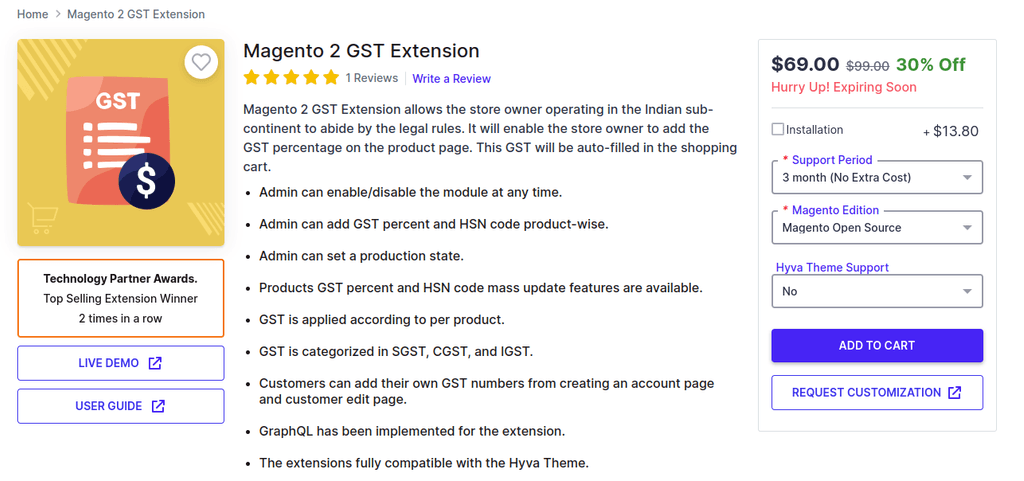 Home > Magento 2 GST Extension
GST
$
Technology Partner Awards.
Top Selling Extension Winner
2 times in a row
LIVE DEMO
USER GUIDE
Magento 2 GST Extension
1 Reviews
Write a Review
Magento 2 GST Extension allows the store owner operating in the Indian sub-
continent to abide by the legal rules. It will enable the store owner to add the
GST percentage on the product page. This GST will be auto-filled in the shopping
cart.
• Admin can enable/disable the module at any time.
• Admin can add GST percent and HSN code product-wise.
• Admin can set a production state.
• Products GST percent and HSN code mass update features are available.
• GST is applied according to per product.
• GST is categorized in SGST, CGST, and IGST.
• Customers can add their own GST numbers from creating an account page
and customer edit page.
• GraphQL has been implemented for the extension.
• The extensions fully compatible with the Hyva Theme.
$69.00 $99.00 30% Off
Hurry Up! Expiring Soon
Installation + $13.80
* Support Period
3 month (No Extra Cost)
* Magento Edition
Magento Open Source
Hyva Theme Support
No
ADD TO CART
REQUEST CUSTOMIZATION